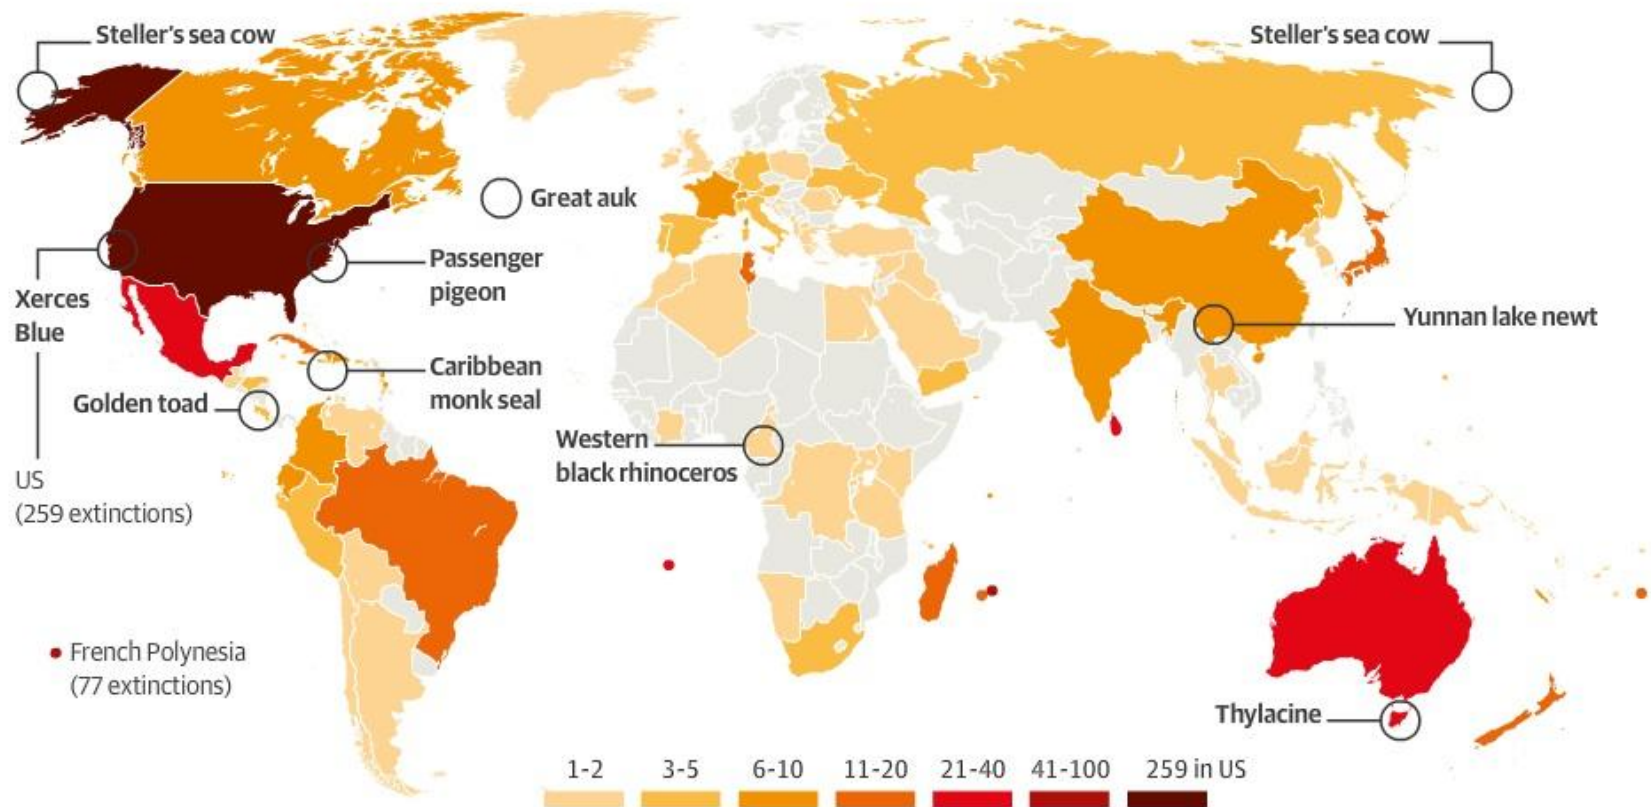 Steller's sea cow
Steller's sea cow
Great auk
Passenger
pigeon
Xerces
Blue
Yunnan lake newt
Caribbean
monk seal
Golden toad
Western
black rhinoceros
US
(259 extinctions)
French Polynesia
(77 extinctions)
Thylacine
1-2 3-5 6-10 11-20 21-40 41-100 259 in US